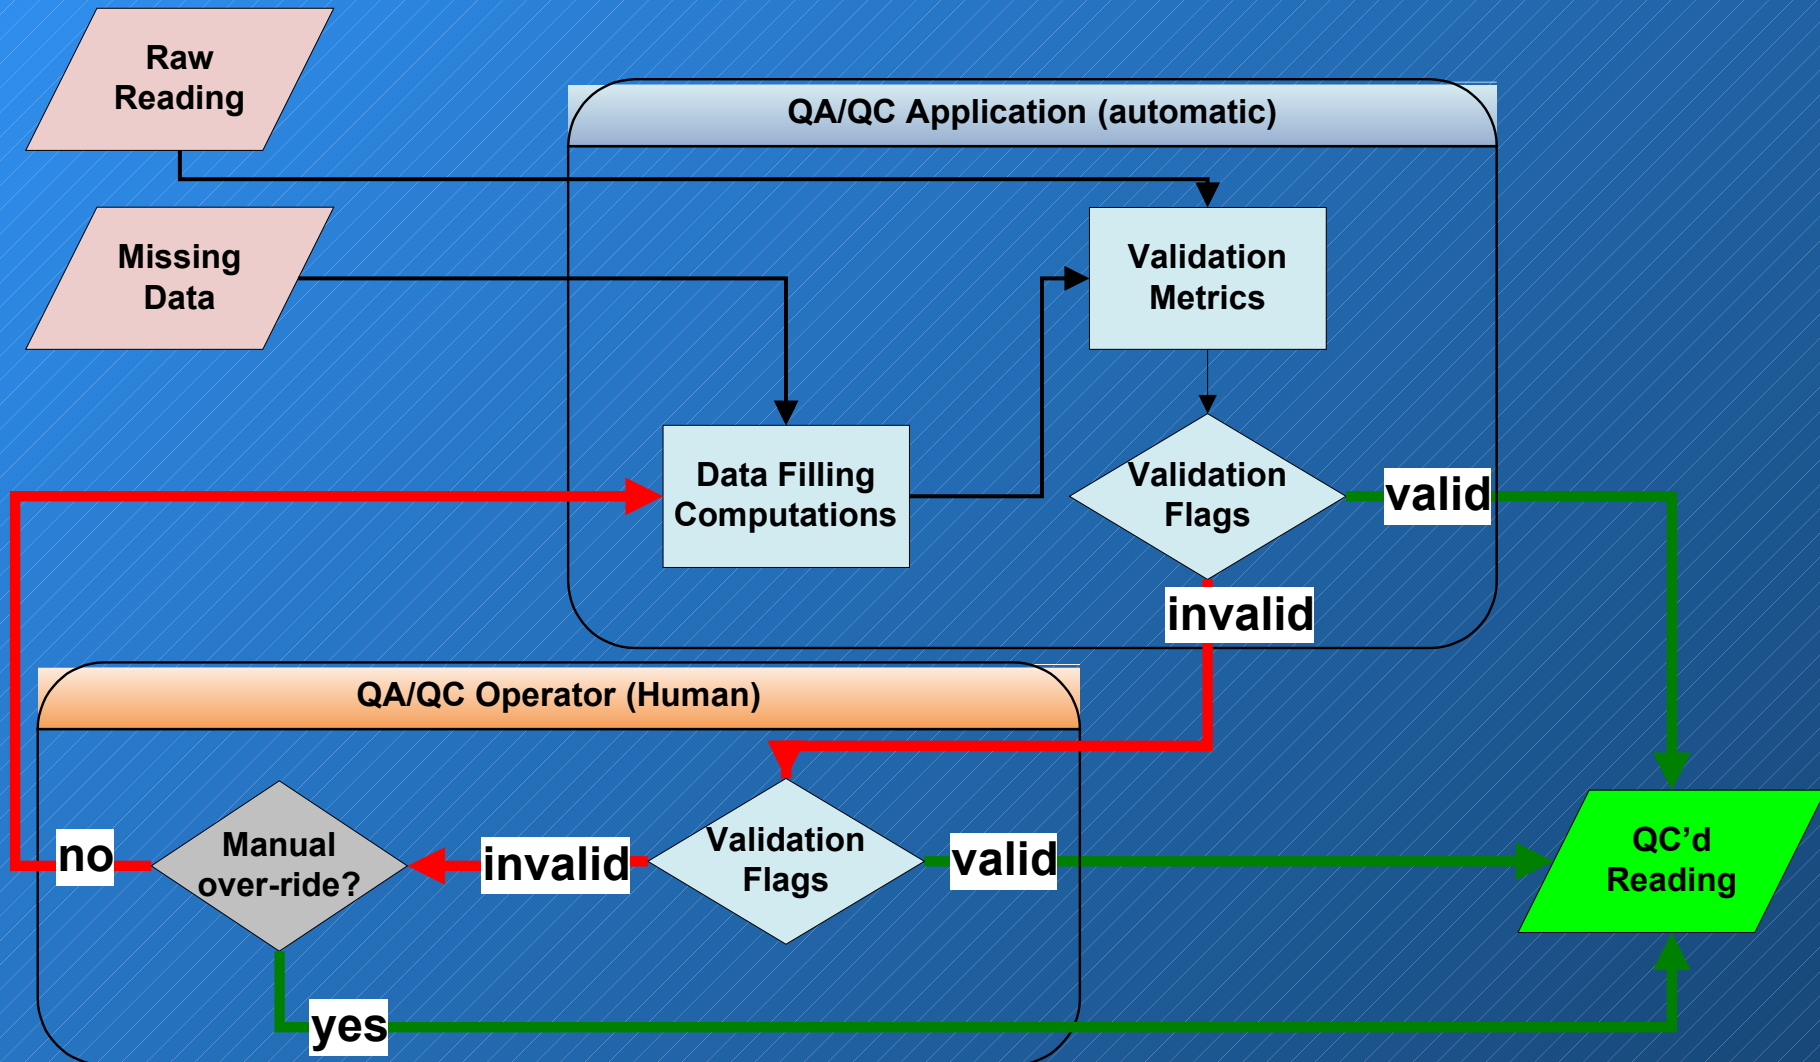 Raw
Reading
QA/QC Application (automatic)
Missing
Data
Validation
Metrics
Data Filling
Computations
Validation
Flags
valid
invalid
QA/QC Operator (Human)
no
Manual
over-ride?
invalid
Validation
Flags
valid
QC’d
Reading
yes